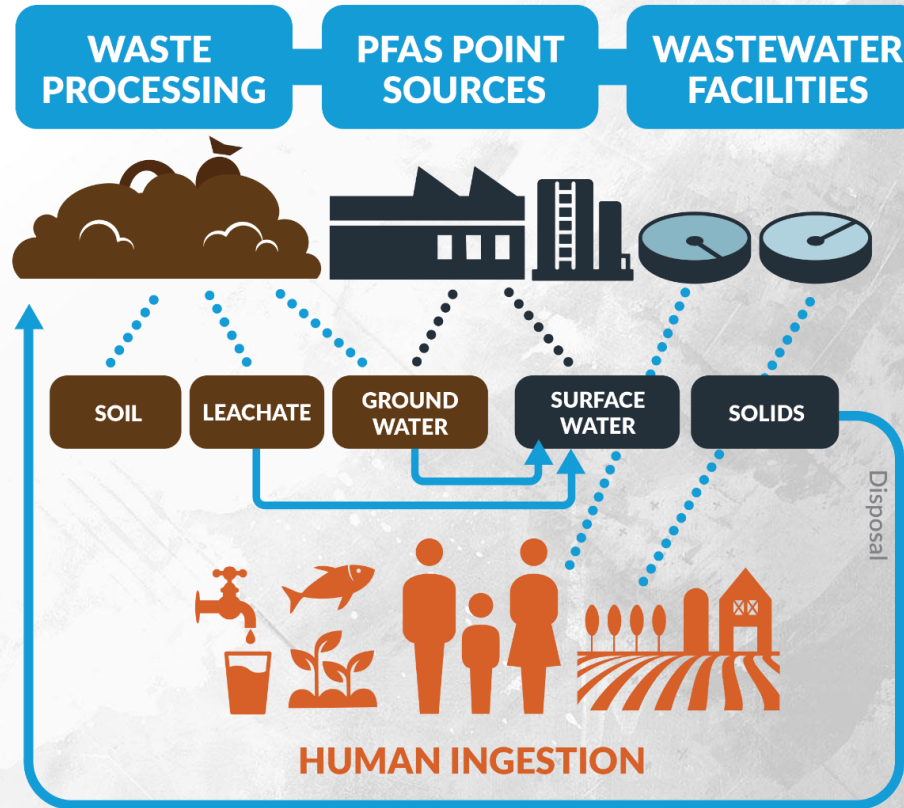 WASTE
PROCESSING
PFAS POINT
SOURCES
WASTEWATER
FACILITIES
SOIL
LEACHATE
GROUND
WATER
SURFACE
WATER
SOLIDS
Disposal
HUMAN INGESTION